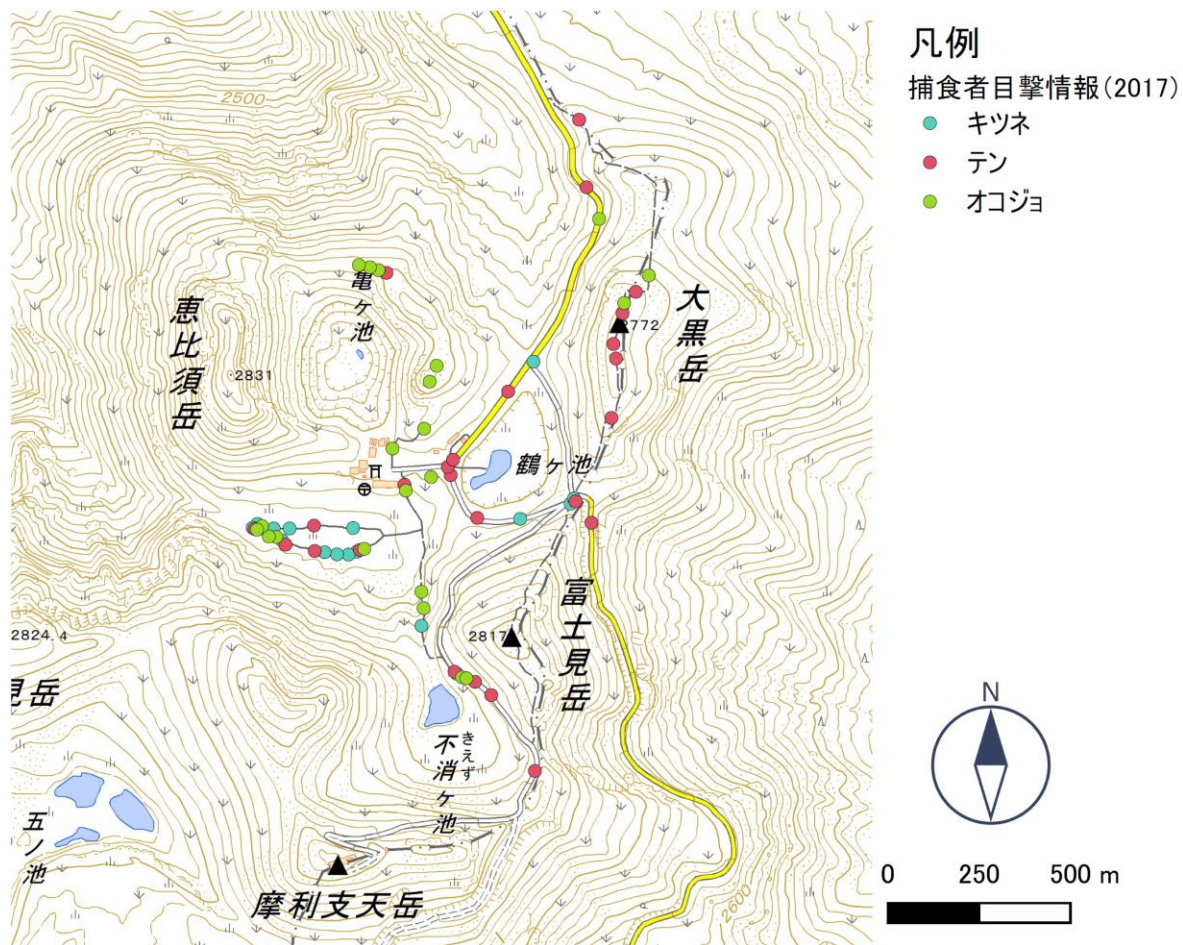 凡例
捕食者目撃情報(2017)
キツネ
テン
オコジョ
2500
恵比須岳
2831
亀ヶ池
大黒岳
2772
鶴ヶ池
富士見岳
2817
2824.4
見岳
不消ヶ池
きえず
五ノ池
摩利支天岳
2600
N
0 250 500 m